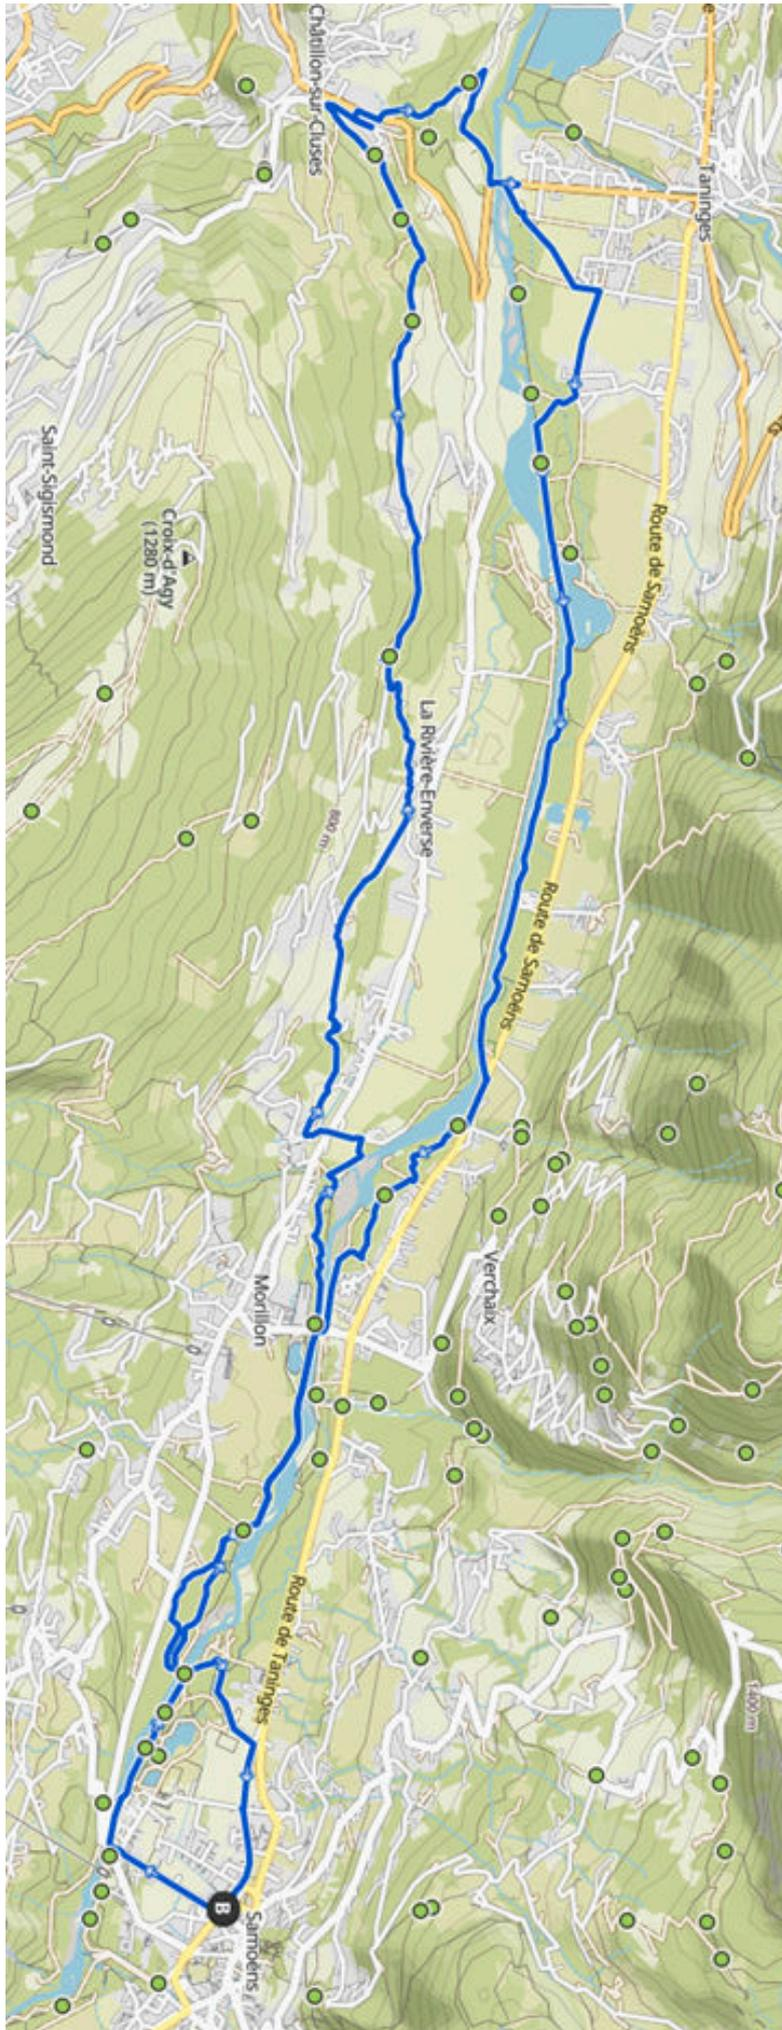 Châtillon-sur-Cluses
Taninges
Saint-Sigismond
Croix-d'Agy
(1280 m)
Route de Samoëns
La Rivière-Enverse
800 m
Route de Samoëns
Verchaix
Morillon
Route de Taninges
1400 m
B
Samoëns